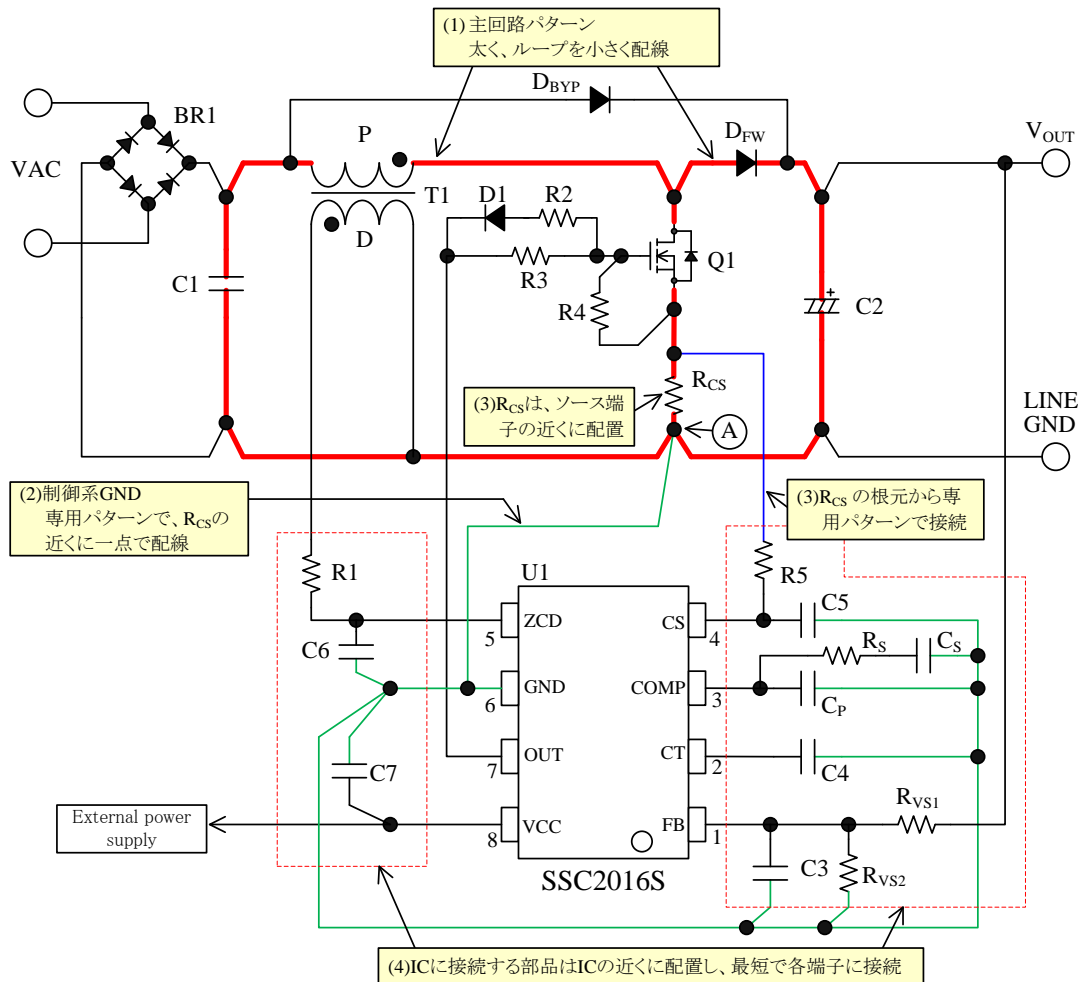 (1)主回路パターン
太く、ループを小さく配線
DBYP
BR1
P
DFW
VOUT
VAC
T1
D1
R2
D
R3
Q1
C1
R4
+
C2
RCS
(3)RCSは、ソース端
子の近くに配置
A
LINE
GND
(2)制御系GND
専用パターンで、RCSの
近くに一点で配線
(3)RCS の根元から専
用パターンで接続
R1
U1
R5
C5
ZCD
CS
5
4
C6
RS
CS
GND
COMP
6
3
CP
OUT
CT
7
2
C7
C4
RVS1
External power
supply
VCC
FB
8
1
C3
RVS2
SSC2016S
(4)ICに接続する部品はICの近くに配置し、最短で各端子に接続